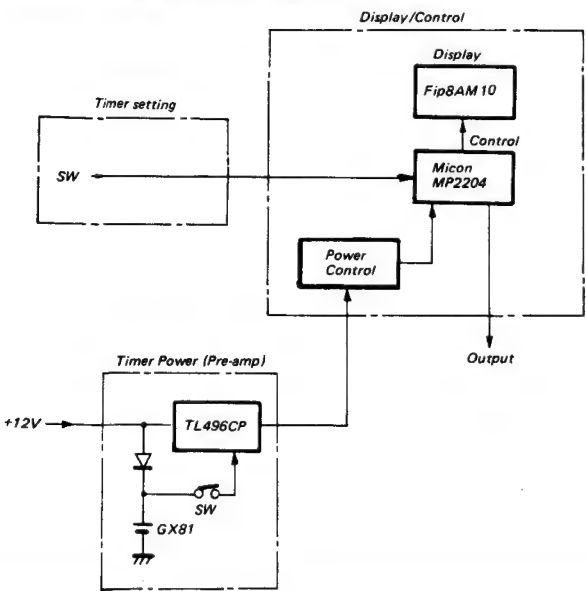 Display/Control
Display
Fip8AM10
Timer setting
Control
SW
Micon
MP2204
Power
Control
Output
Timer Power (Pre-amp)
+12V
TL496CP
SW
GX81